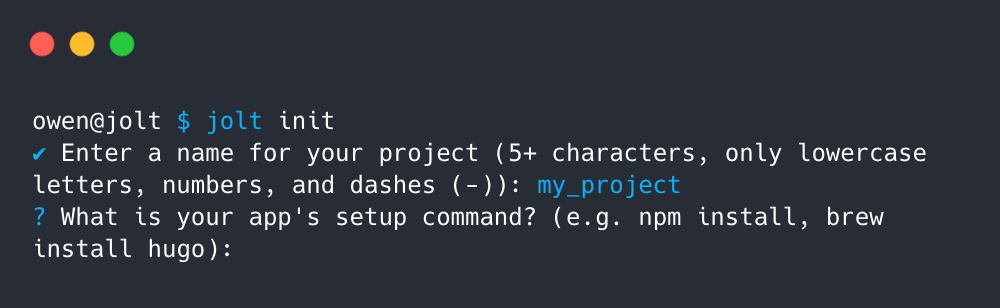 owen@jolt $ jolt init
✔ Enter a name for your project (5+ characters, only lowercase
letters, numbers, and dashes (-)): my_project
? What is your app's setup command? (e.g. npm install, brew
install hugo):